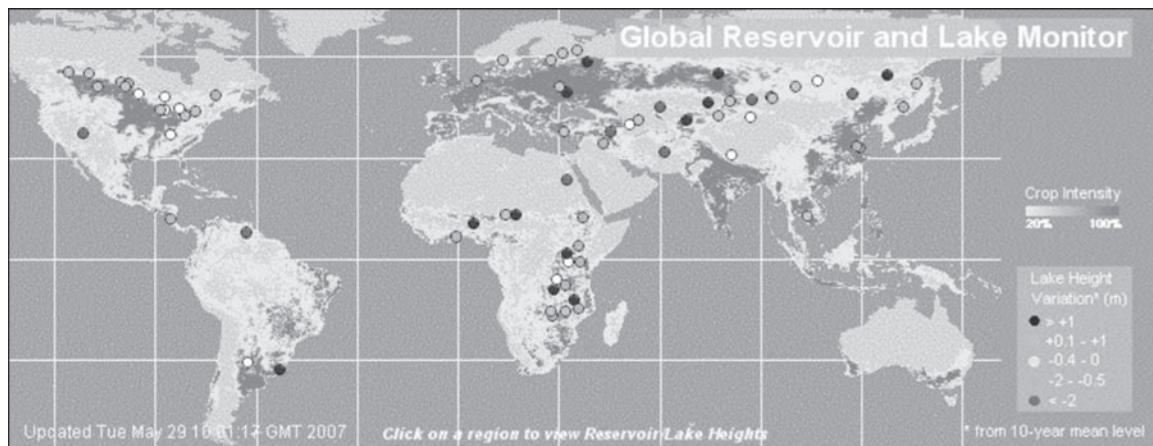 Global Reservoir and Lake Monitor
Crop Intensity
20% 100%
Lake Height
Variation* (m)
> +1
+0.1 - +1
-0.4 - 0
-2 - -0.5
< -2
Updated Tue May 29 10:01:17 GMT 2007
Click on a region to view Reservoir/Lake Heights
* from 10-year mean level